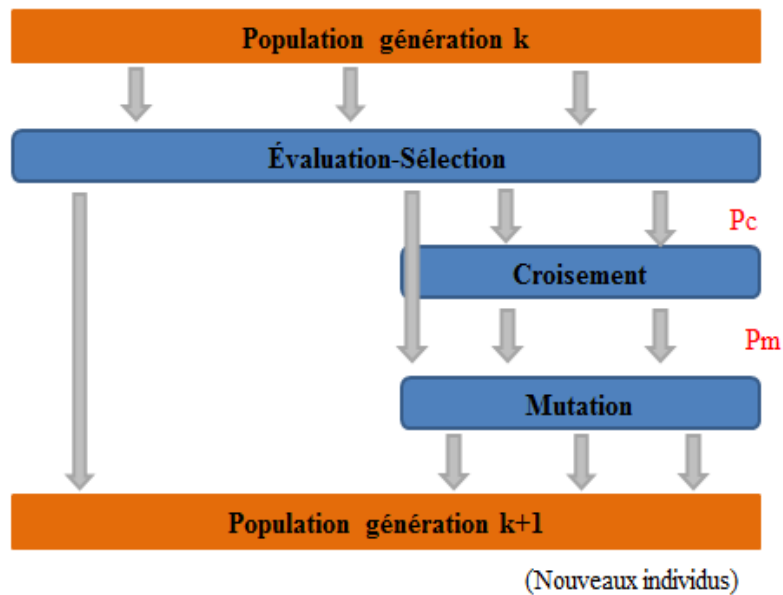 Population génération k
Évaluation-Sélection
Pc
Croisement
Pm
Mutation
Population génération k+1
(Nouveaux individus)